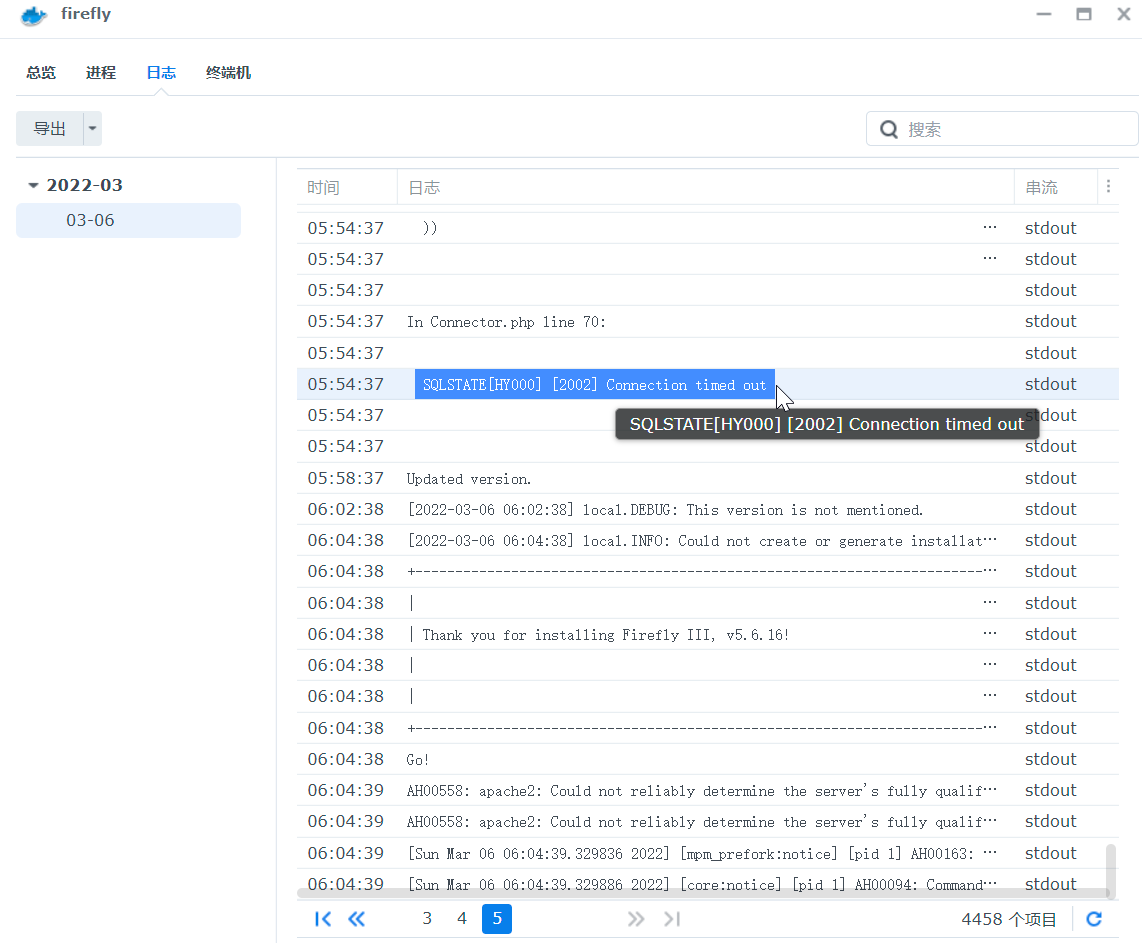 firefly
总览 进程 日志 终端机
导出 搜索
2022-03
03-06
时间 日志 串流
05:54:37 )) ··· stdout
05:54:37 ··· stdout
05:54:37 stdout
05:54:37 In Connector.php line 70: stdout
05:54:37 stdout
05:54:37 SQLSTATE[HY000] [2002] Connection timed out stdout
05:54:37 stdout
SQLSTATE[HY000] [2002] Connection timed out
05:54:37 stdout
05:58:37 Updated version. stdout
06:02:38 [2022-03-06 06:02:38] local.DEBUG: This version is not mentioned. stdout
06:04:38 [2022-03-06 06:04:38] local.INFO: Could not create or generate installat··· stdout
06:04:38 +----------------------------------------------------------------------··· stdout
06:04:38 | ··· stdout
06:04:38 | Thank you for installing Firefly III, v5.6.16! ··· stdout
06:04:38 | ··· stdout
06:04:38 | ··· stdout
06:04:38 +----------------------------------------------------------------------··· stdout
06:04:38 Go! stdout
06:04:39 AH00558: apache2: Could not reliably determine the server's fully qualif··· stdout
06:04:39 AH00558: apache2: Could not reliably determine the server's fully qualif··· stdout
06:04:39 [Sun Mar 06 06:04:39.329836 2022] [mpm_prefork:notice] [pid 1] AH00163: ··· stdout
06:04:39 [Sun Mar 06 06:04:39.329886 2022] [core:notice] [pid 1] AH00094: Command··· stdout
3 4 5 4458 个项目